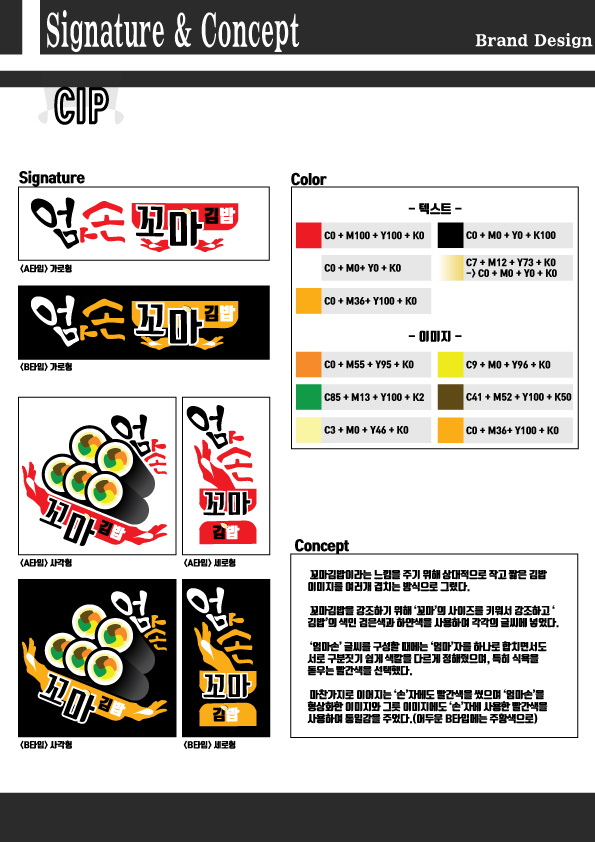 Signature & Concept
Brand Design
CIP
Signature
엄마손 꼬마김밥
<A타입> 가로형
엄마손 꼬마김밥
<B타입> 가로형
엄마손
꼬마김밥
<A타입> 사각형
엄마손
꼬마
김밥
<A타입> 세로형
엄마손
꼬마김밥
<B타입> 사각형
엄마손
꼬마
김밥
<B타입> 세로형
Color
- 텍스트 -
C0 + M100 + Y100 + K0
C0 + M0 + Y0 + K100
C0 + M0+ Y0 + K0
C7 + M12 + Y73 + K0
-> C0 + M0 + Y0 + K0
C0 + M36+ Y100 + K0
- 이미지 -
C0 + M55 + Y95 + K0
C9 + M0 + Y96 + K0
C85 + M13 + Y100 + K2
C41 + M52 + Y100 + K50
C3 + M0 + Y46 + K0
C0 + M36+ Y100 + K0
Concept
꼬마김밥이라는 느낌을 주기 위해 상대적으로 작고 짧은 김밥
이미지를 여러개 겹치는 방식으로 그렸다.
꼬마김밥을 강조하기 위해 '꼬마'의 사이즈를 키워서 강조하고 '
김밥'의 색인 검은색과 하얀색을 사용하여 각각의 글씨에 넣었다.
'엄마손' 글씨를 구성할 때에는 '엄마'자를 하나로 합치면서도
서로 구분짓기 쉽게 색깔을 다르게 정해줬으며, 특히 식욕을
돋우는 빨간색을 선택했다.
마찬가지로 이어지는 '손'자에도 빨간색을 썼으며 '엄마손'을
형상화한 이미지와 그릇 이미지에도 '손'자에 사용한 빨간색을
사용하여 통일감을 주었다.(어두운 B타입에는 주황색으로)